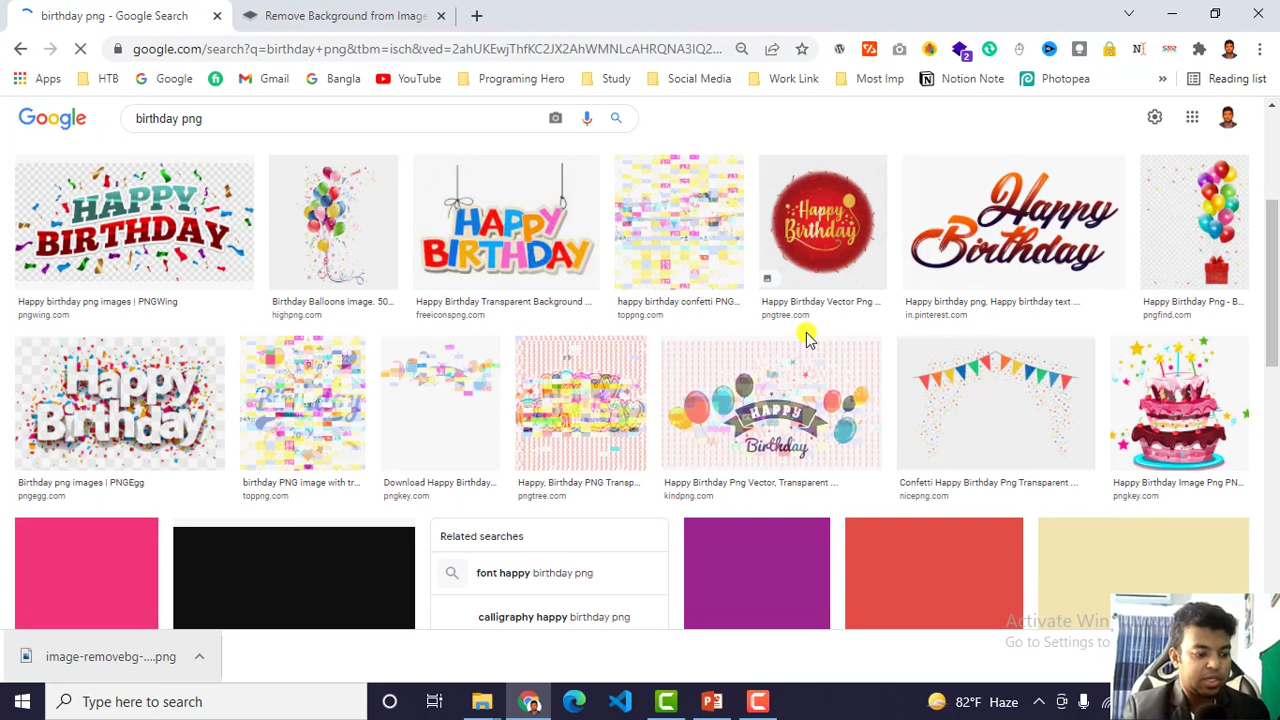 birthday png - Google Search
Remove Background from Image
google.com/search?q=birthday+png&tbm=isch&ved=2ahUKEwjThfKC2JX2AhWMNLcAHRQNA3IQ2...
Apps
HTB
Google
Gmail
Bangla
YouTube
Programing Hero
Study
Social Media
Work Link
Most Imp
Notion Note
Photopea
»
Reading list
Google
birthday png
HAPPY
BIRTHDAY
HAPPY
BIRTHDAY
Happy
Birthday
Happy
Birthday
Happy birthday png images | PNGWing
pngwing.com
Birthday Balloons image. 50...
highpng.com
Happy Birthday Transparent Background ...
freeiconspng.com
happy birthday confetti PNG...
toppng.com
Happy Birthday Vector Png ...
pngtree.com
Happy birthday png, Happy birthday text ...
in.pinterest.com
Happy Birthday Png - B...
pngfind.com
Happy
Birthday
HAPPY
Birthday
Birthday png images | PNGEgg
pngegg.com
birthday PNG image with tr...
toppng.com
Download Happy Birthday...
pngkey.com
Happy, Birthday PNG Transp...
pngtree.com
Happy Birthday Png Vector, Transparent ...
kindpng.com
Confetti Happy Birthday Png Transparent ...
nicepng.com
Happy Birthday Image Png PN...
pngkey.com
Related searches
font happy birthday png
calligraphy happy birthday png
Activate Win
Go to Settings to
image-removebg-....png
Type here to search
82°F Haze